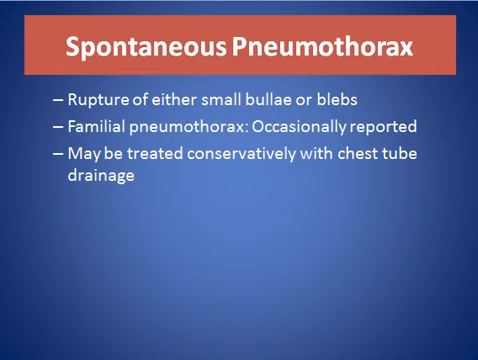 Spontaneous Pneumothorax
– Rupture of either small bullae or blebs
– Familial pneumothorax: Occasionally reported
– May be treated conservatively with chest tube
drainage